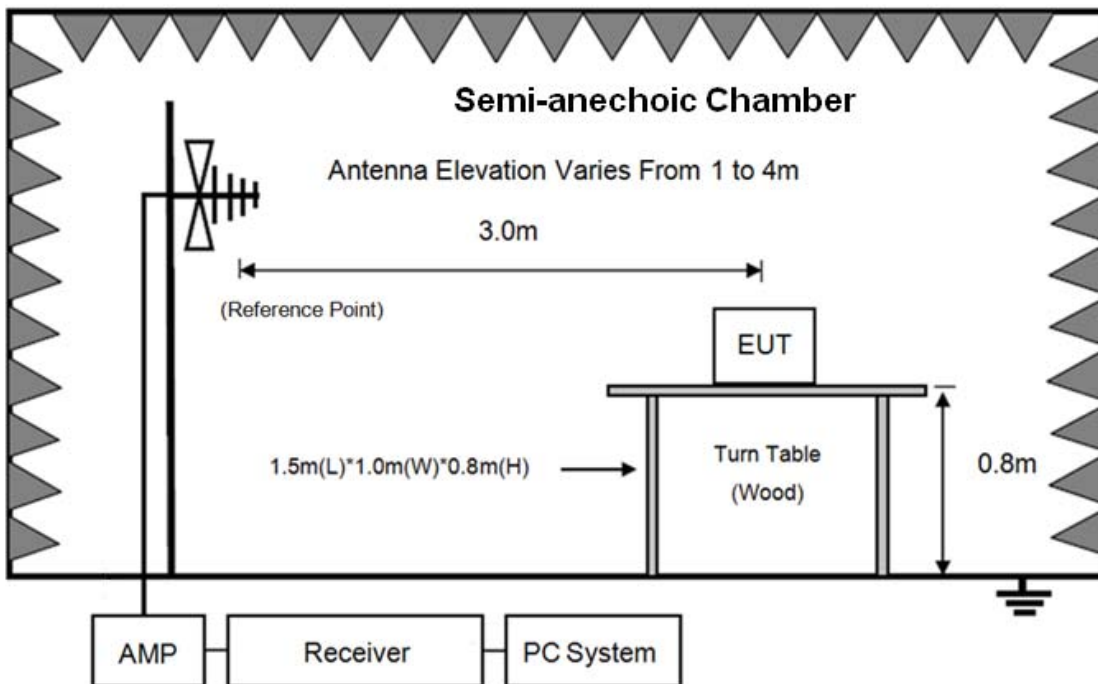 Semi-anechoic Chamber
Antenna Elevation Varies From 1 to 4m
3.0m
(Reference Point)
EUT
1.5m(L)*1.0m(W)*0.8m(H)
Turn Table
(Wood)
0.8m
AMP
Receiver
PC System